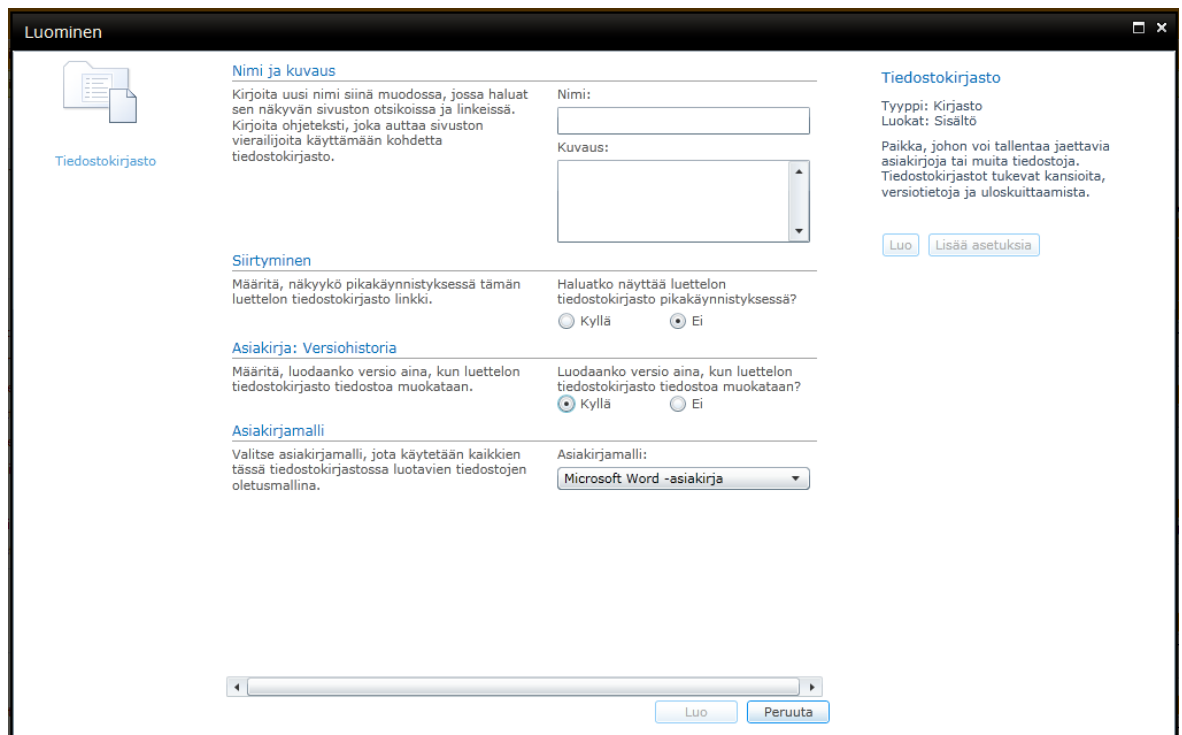 Luominen
Tiedostokirjasto
Nimi ja kuvaus
Kirjoita uusi nimi siinä muodossa, jossa haluat
sen näkyvän sivuston otsikoissa ja linkeissä.
Kirjoita ohjeteksti, joka auttaa sivuston
vierailijoita käyttämään kohdetta
tiedostokirjasto.
Nimi:
Kuvaus:
Siirtyminen
Määritä, näkyykö pikakäynnistyksessä tämän
luettelon tiedostokirjasto linkki.
Haluatko näyttää luettelon
tiedostokirjasto pikakäynnistyksessä?
Kyllä
Ei
Asiakirja: Versiohistoria
Määritä, luodaanko versio aina, kun luettelon
tiedostokirjasto tiedostoa muokataan.
Luodaanko versio aina, kun luettelon
tiedostokirjasto tiedostoa muokataan?
Kyllä
Ei
Asiakirjamalli
Valitse asiakirjamalli, jota käytetään kaikkien
tässä tiedostokirjastossa luotavien tiedostojen
oletusmallina.
Asiakirjamalli:
Microsoft Word -asiakirja
Luo
Peruuta
Tiedostokirjasto
Tyyppi: Kirjasto
Luokat: Sisältö
Paikka, johon voi tallentaa jaettavia
asiakirjoja tai muita tiedostoja.
Tiedostokirjastot tukevat kansioita,
versiotietoja ja uloskuittaamista.
Luo
Lisää asetuksia